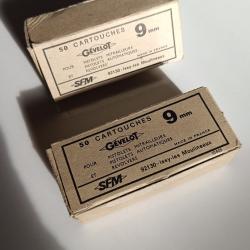 50 CARTOUCHES
GÉVELOT
9 mm
POUR
PISTOLETS MITRAILLEURS
PISTOLETS AUTOMATIQUES
REVOLVERS
MADE IN FRANCE
ET
SFM
92130 - Issy-les Moulineaux
50 CARTOUCHES
GÉVELOT
9 mm
POUR
PISTOLETS MITRAILLEURS
PISTOLETS AUTOMATIQUES
REVOLVERS
MADE IN FRANCE
ET
SFM
92130 - Issy-les Moulineaux